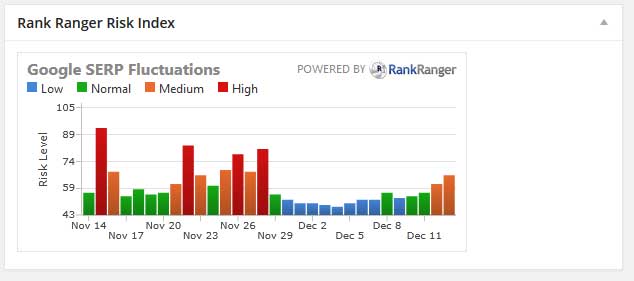 Rank Ranger Risk Index
Google SERP Fluctuations
POWERED BY RankRanger
Low Normal Medium High
105
89
74
59
43
Risk Level
Nov 14 Nov 20 Nov 26 Dec 2 Dec 8
Nov 17 Nov 23 Nov 29 Dec 5 Dec 11